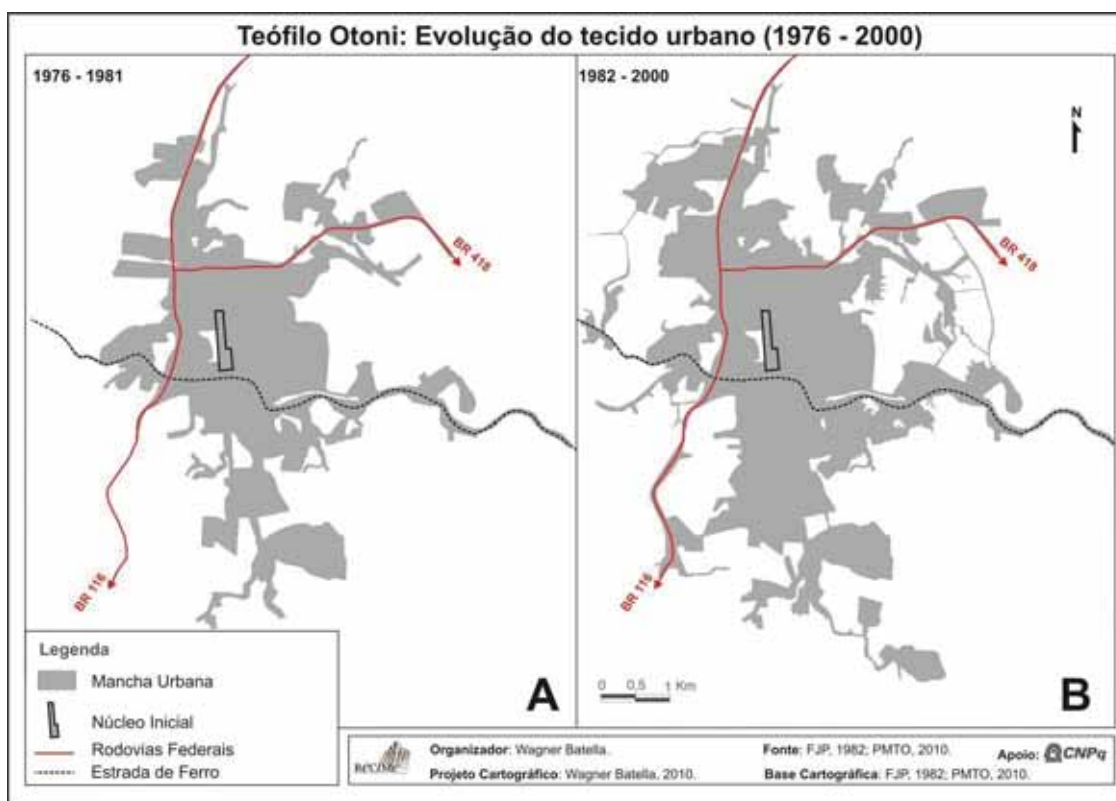 Teófilo Otoni: Evolução do tecido urbano (1976 - 2000)
1976 - 1981
BR 418
BR 116
A
1982 - 2000
N
BR 418
BR 116
0 0,5 1 Km
B
Legenda
Mancha Urbana
Núcleo Inicial
Rodovias Federais
Estrada de Ferro
ReCiMe
Organizador: Wagner Batella.
Projeto Cartográfico: Wagner Batella, 2010.
Fonte: FJP, 1982; PMTO, 2010.
Base Cartográfica: FJP, 1982; PMTO, 2010.
Apoio: CNPq